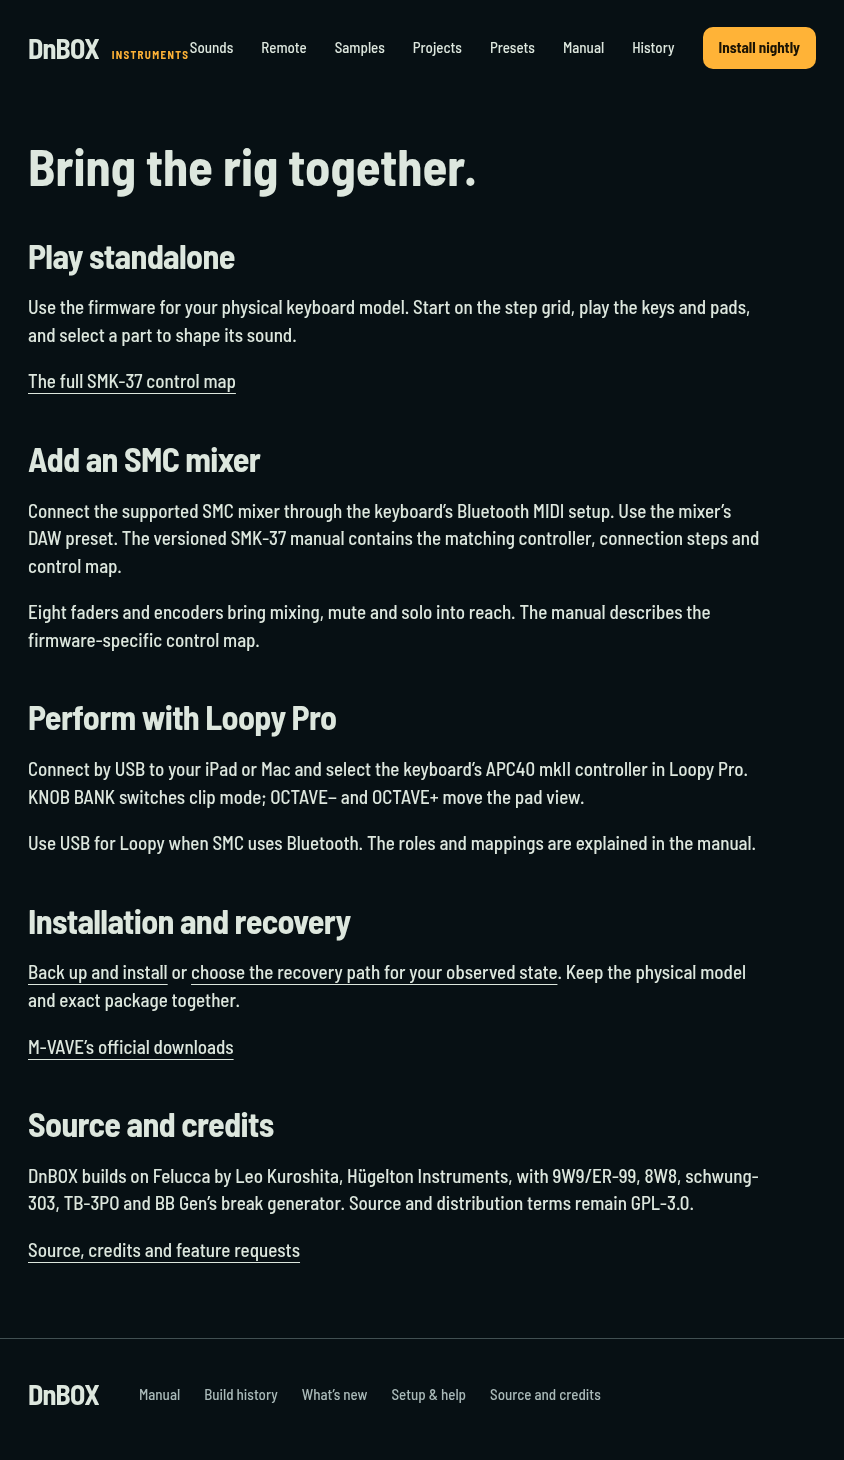 DnBOX INSTRUMENTS Sounds Remote Samples Projects Presets Manual History Install nightly
Bring the rig together.
Play standalone
Use the firmware for your physical keyboard model. Start on the step grid, play the keys and pads,
and select a part to shape its sound.
The full SMK-37 control map
Add an SMC mixer
Connect the supported SMC mixer through the keyboard’s Bluetooth MIDI setup. Use the mixer’s
DAW preset. The versioned SMK-37 manual contains the matching controller, connection steps and
control map.
Eight faders and encoders bring mixing, mute and solo into reach. The manual describes the
firmware-specific control map.
Perform with Loopy Pro
Connect by USB to your iPad or Mac and select the keyboard’s APC40 mkII controller in Loopy Pro.
KNOB BANK switches clip mode; OCTAVE− and OCTAVE+ move the pad view.
Use USB for Loopy when SMC uses Bluetooth. The roles and mappings are explained in the manual.
Installation and recovery
Back up and install or choose the recovery path for your observed state. Keep the physical model
and exact package together.
M-VAVE’s official downloads
Source and credits
DnBOX builds on Felucca by Leo Kuroshita, Hügelton Instruments, with 9W9/ER-99, 8W8, schwung-
303, TB-3PO and BB Gen’s break generator. Source and distribution terms remain GPL-3.0.
Source, credits and feature requests
DnBOX Manual Build history What’s new Setup & help Source and credits